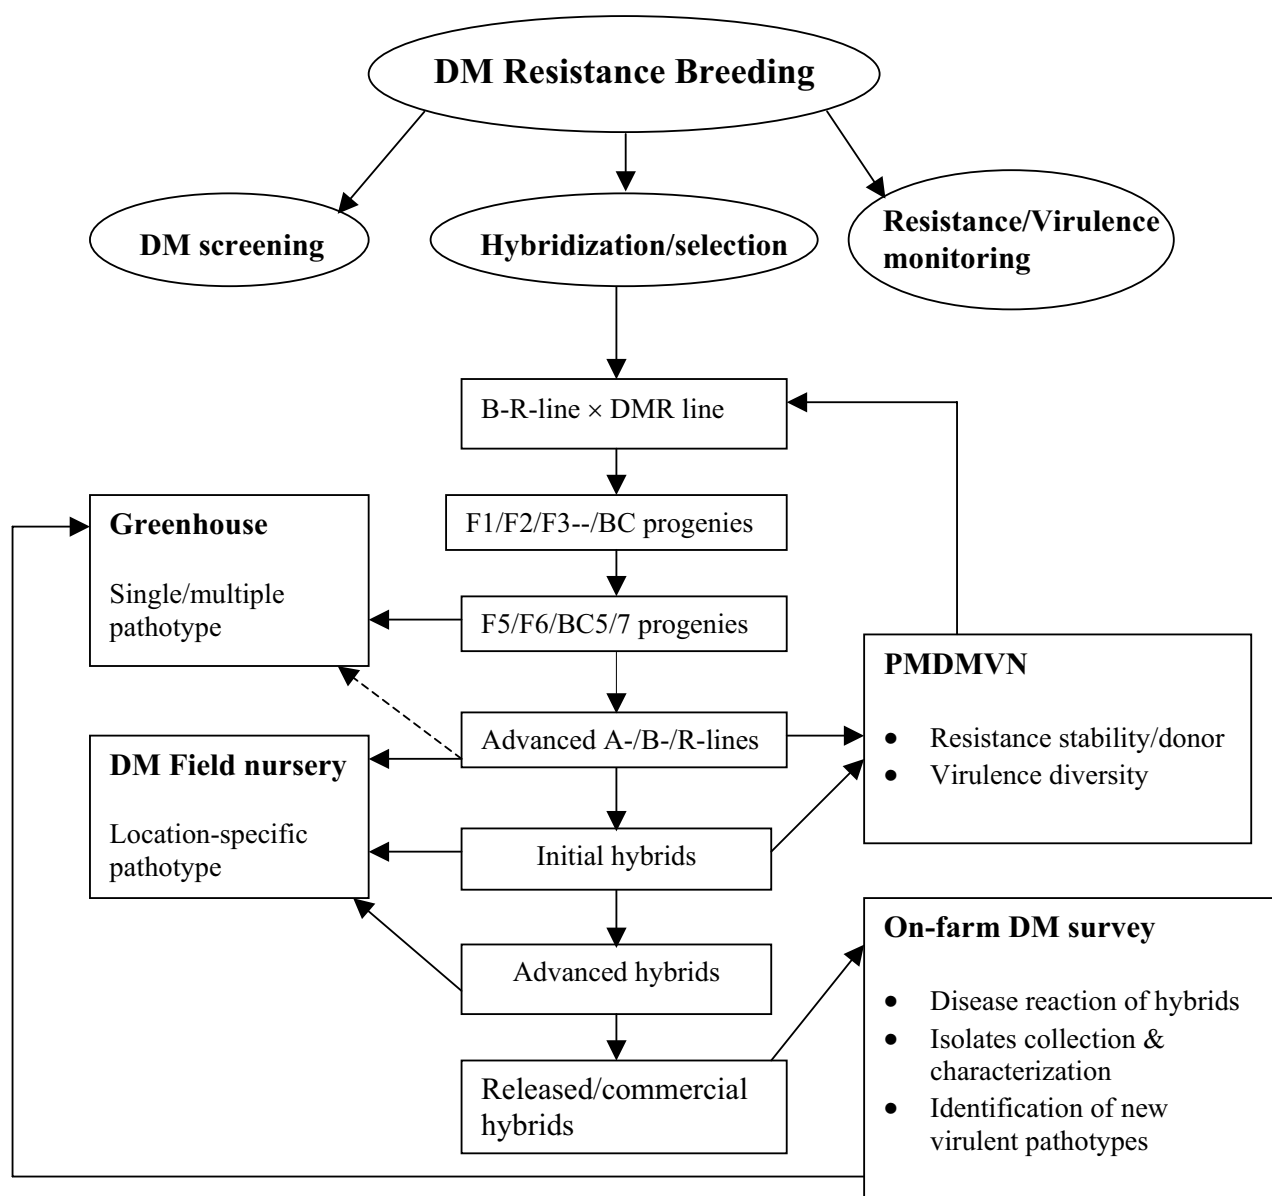 DM Resistance Breeding
DM screening
Hybridization/selection
Resistance/Virulence
monitoring
B-R-line × DMR line
F1/F2/F3--/BC progenies
Greenhouse
Single/multiple
pathotype
F5/F6/BC5/7 progenies
PMDMVN
● Resistance stability/donor
● Virulence diversity
Advanced A-/B-/R-lines
DM Field nursery
Location-specific
pathotype
Initial hybrids
Advanced hybrids
On-farm DM survey
● Disease reaction of hybrids
● Isolates collection &
characterization
● Identification of new
virulent pathotypes
Released/commercial
hybrids